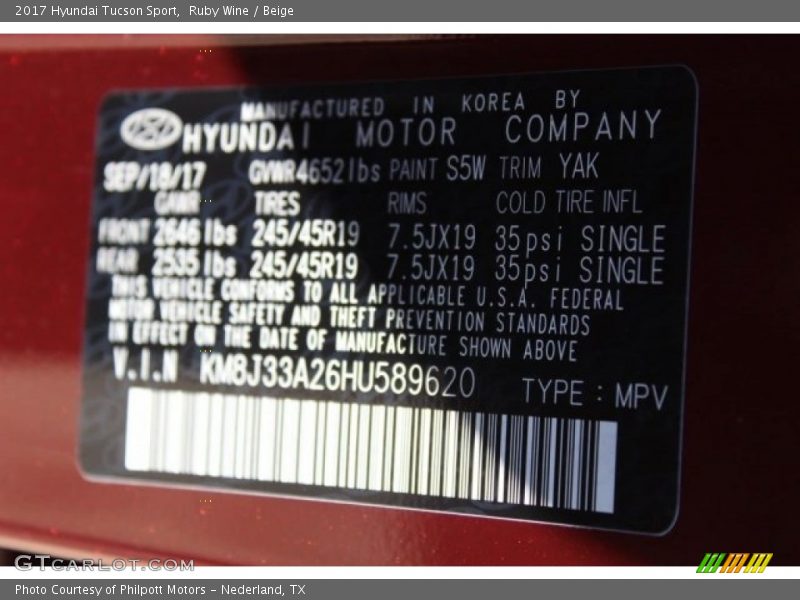 2017 Hyundai Tucson Sport, Ruby Wine / Beige
MANUFACTURED IN KOREA BY
HYUNDAI MOTOR COMPANY
SEP/18/17 GVWR4652lbs PAINT S5W TRIM YAK
GAWR TIRES RIMS COLD TIRE INFL
FRONT 2646 lbs 245/45R19 7.5JX19 35psi SINGLE
REAR 2535 lbs 245/45R19 7.5JX19 35psi SINGLE
THIS VEHICLE CONFORMS TO ALL APPLICABLE U.S.A. FEDERAL
MOTOR VEHICLE SAFETY AND THEFT PREVENTION STANDARDS
IN EFFECT ON THE DATE OF MANUFACTURE SHOWN ABOVE
V.I.N KM8J33A26HU589620 TYPE : MPV
GTCARLOT.COM
Photo Courtesy of Philpott Motors - Nederland, TX